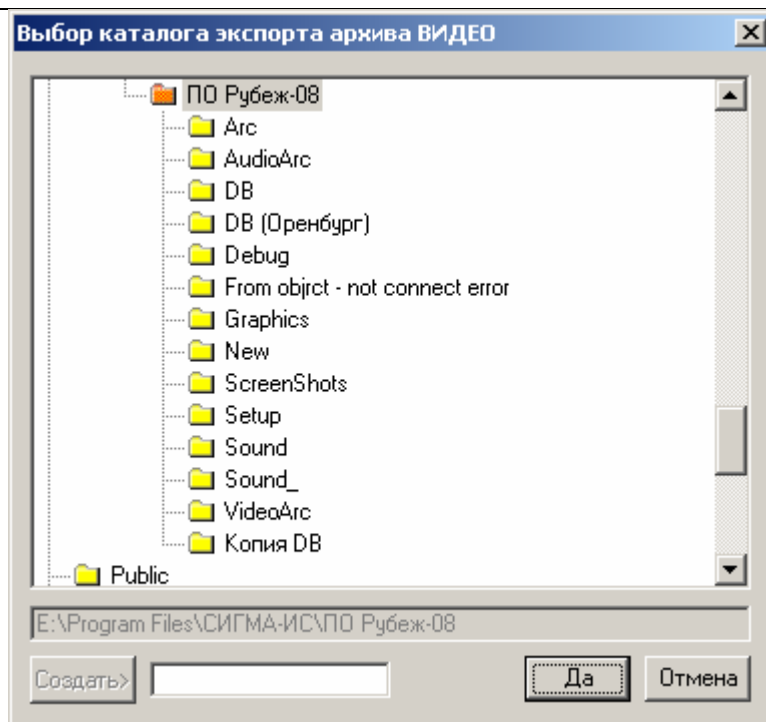 Выбор каталога экспорта архива ВИДЕО
ПО Рубеж-08
Arc
AudioArc
DB
DB (Оренбург)
Debug
From objrct - not connect error
Graphics
New
ScreenShots
Setup
Sound
Sound_
VideoArc
Копия DB
Public
E:\Program Files\СИГМА-ИС\ПО Рубеж-08
Создать> Да Отмена